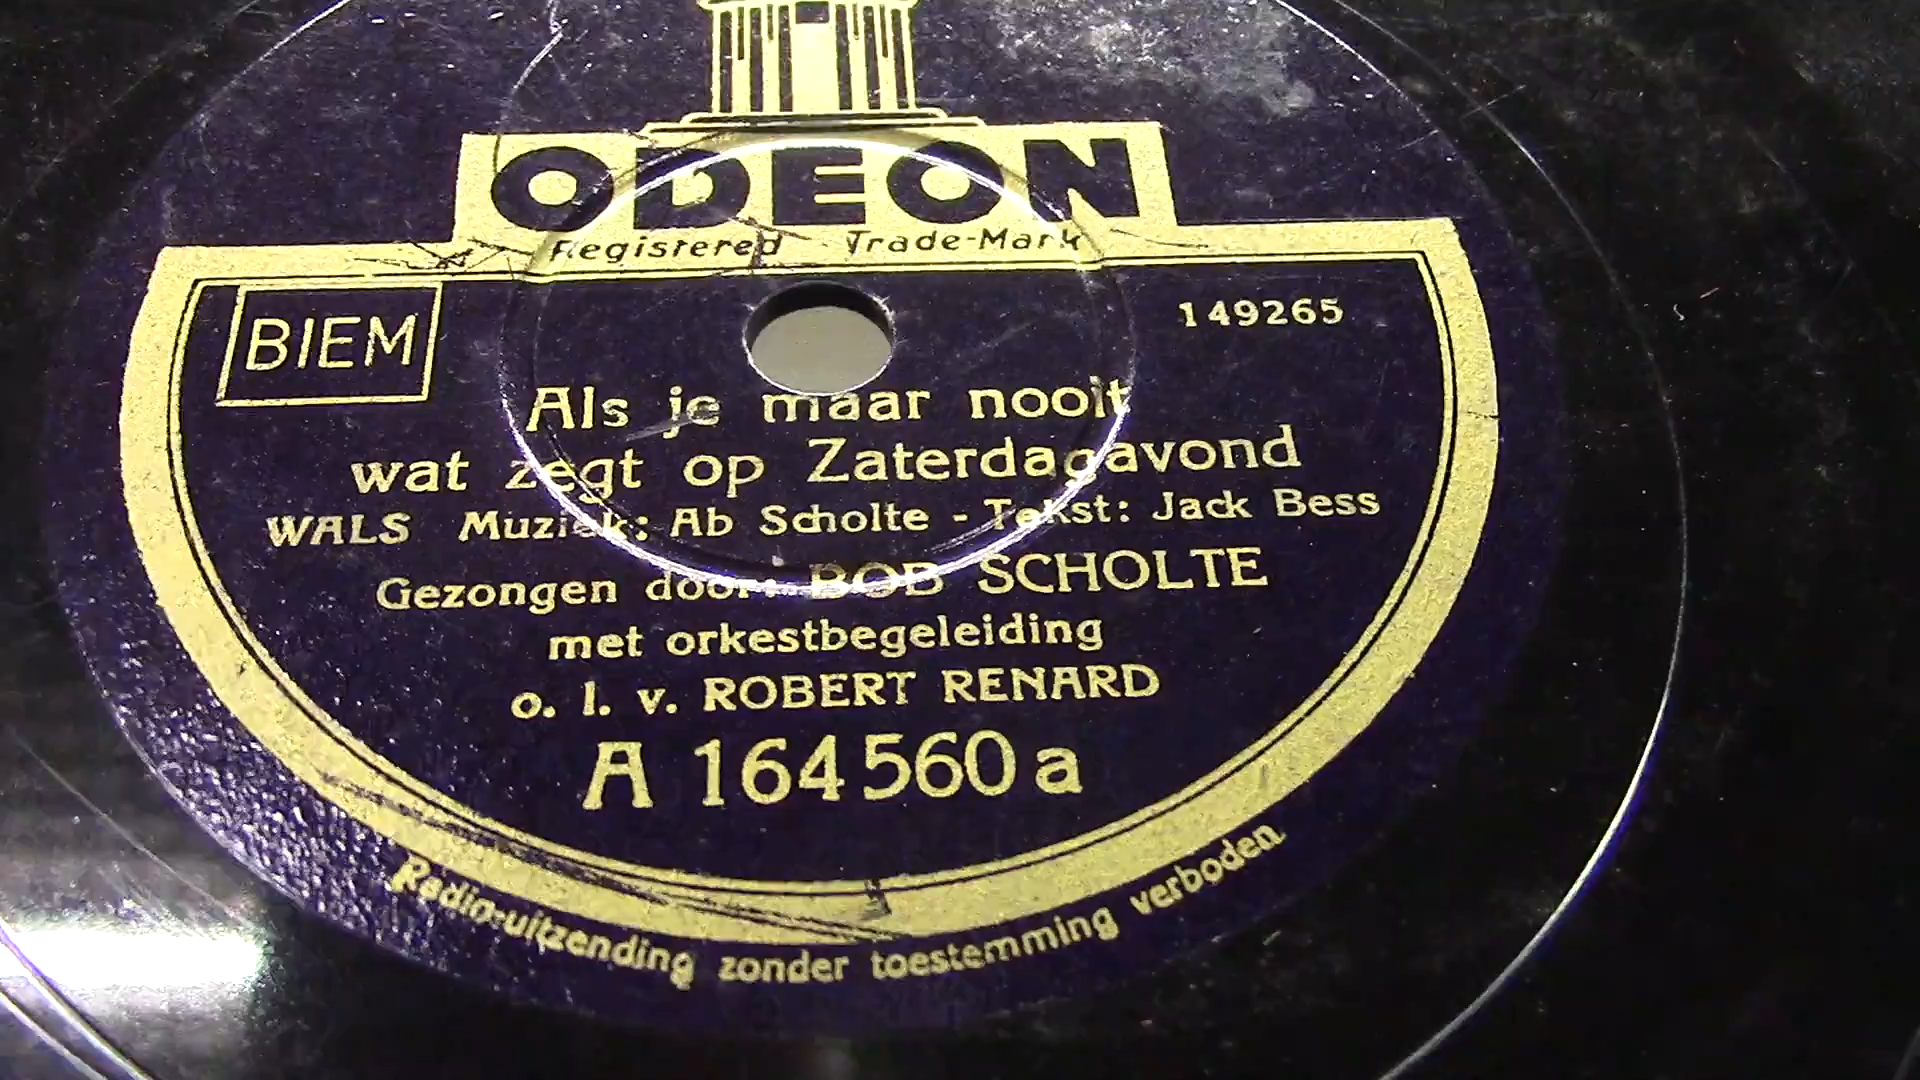 ODEON
Registered Trade-Mark
BIEM
149265
Als je maar nooit
wat zegt op Zaterdagavond
WALS Muziek: Ab Scholte - Tekst: Jack Bess
Gezongen door: BOB SCHOLTE
met orkestbegeleiding
o. l. v. ROBERT RENARD
A 164560a
Radio-uitzending zonder toestemming verboden